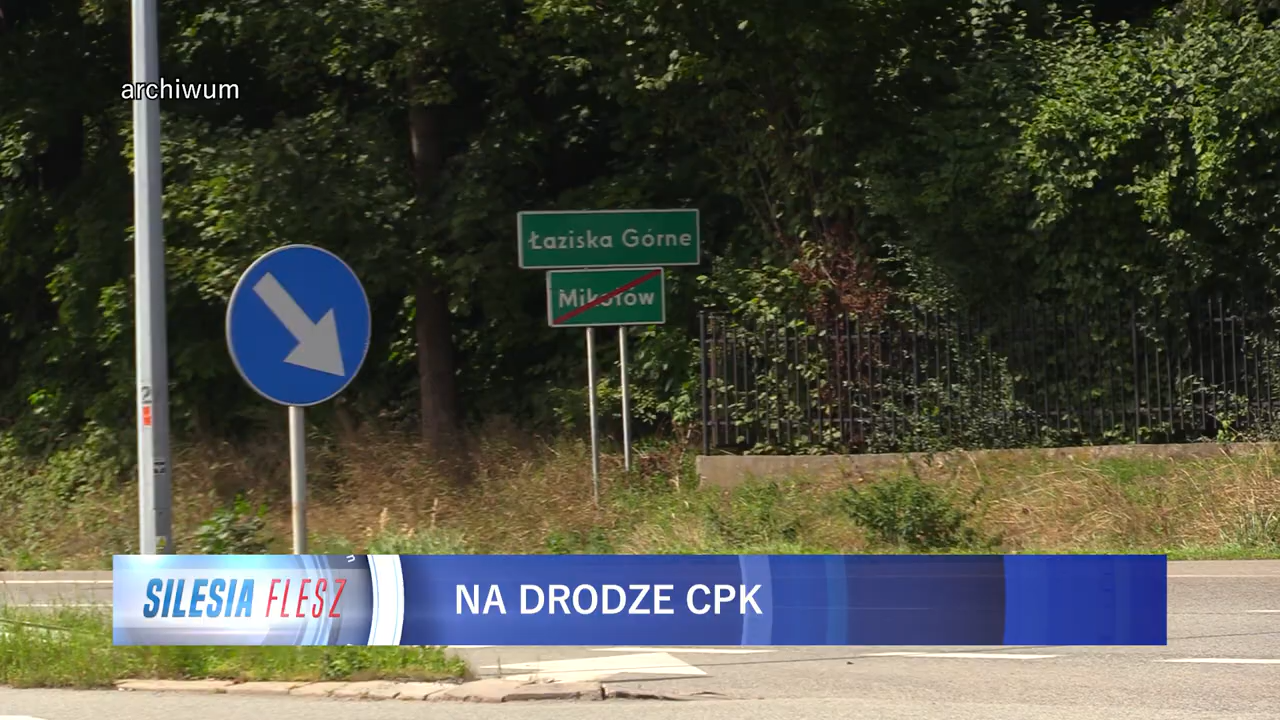 archiwum
Łaziska Górne
Mikołów
SILESIA FLESZ
NA DRODZE CPK